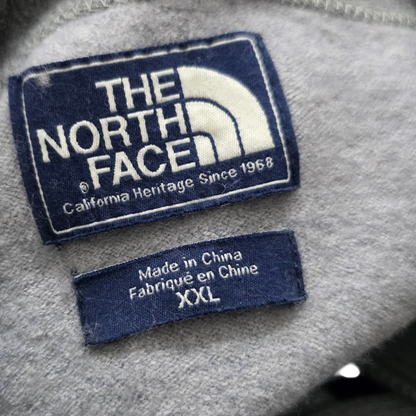 THE
NORTH
FACE
®
California Heritage Since 1968
Made in China
Fabriqué en Chine
XXL